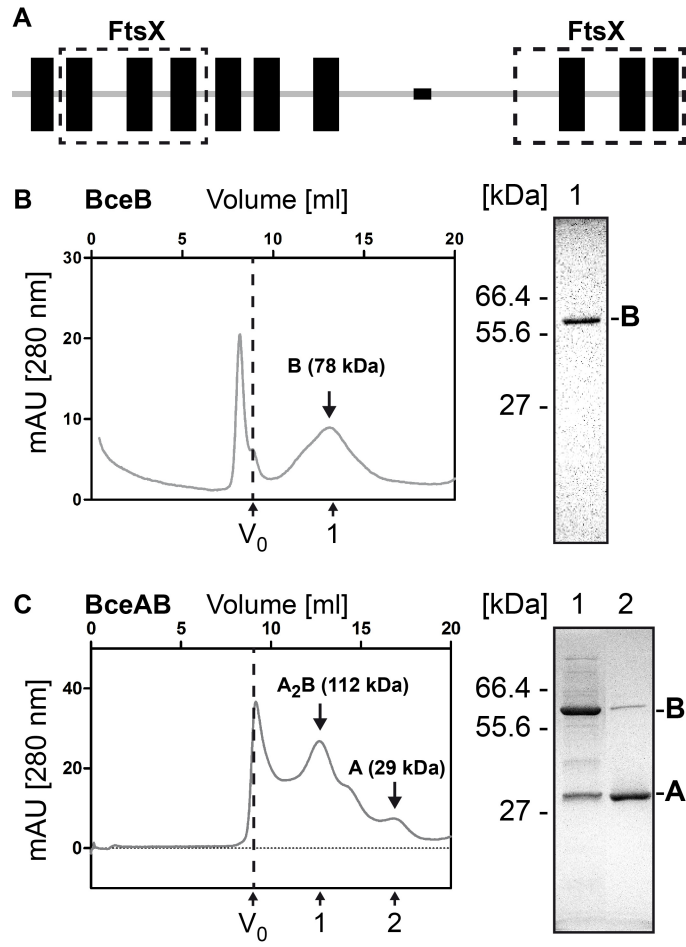 A
FtsX FtsX
B BceB Volume [ml] [kDa] 1
0 5 10 15 20
30
20
10
0
mAU [280 nm]
B (78 kDa)
V0 1
66.4 -
55.6 -
27 -
-B
C BceAB Volume [ml] [kDa] 1 2
0 5 10 15 20
40
20
0
mAU [280 nm]
A2B (112 kDa)
A (29 kDa)
V0 1 2
66.4 -
55.6 -
27 -
-B
-A